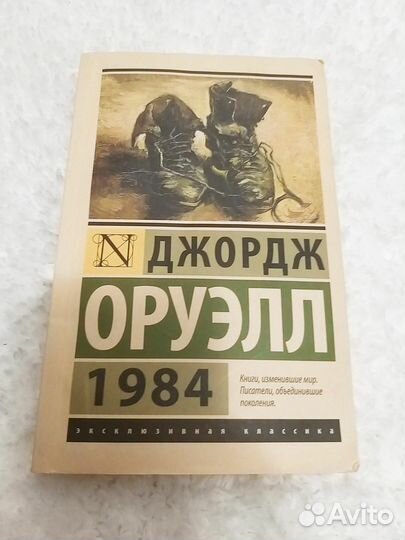 ДЖОРДЖ
ОРУЭЛЛ
1984
Книги, изменившие мир.
Писатели, объединившие
поколения.
эксклюзивная классика
Avito